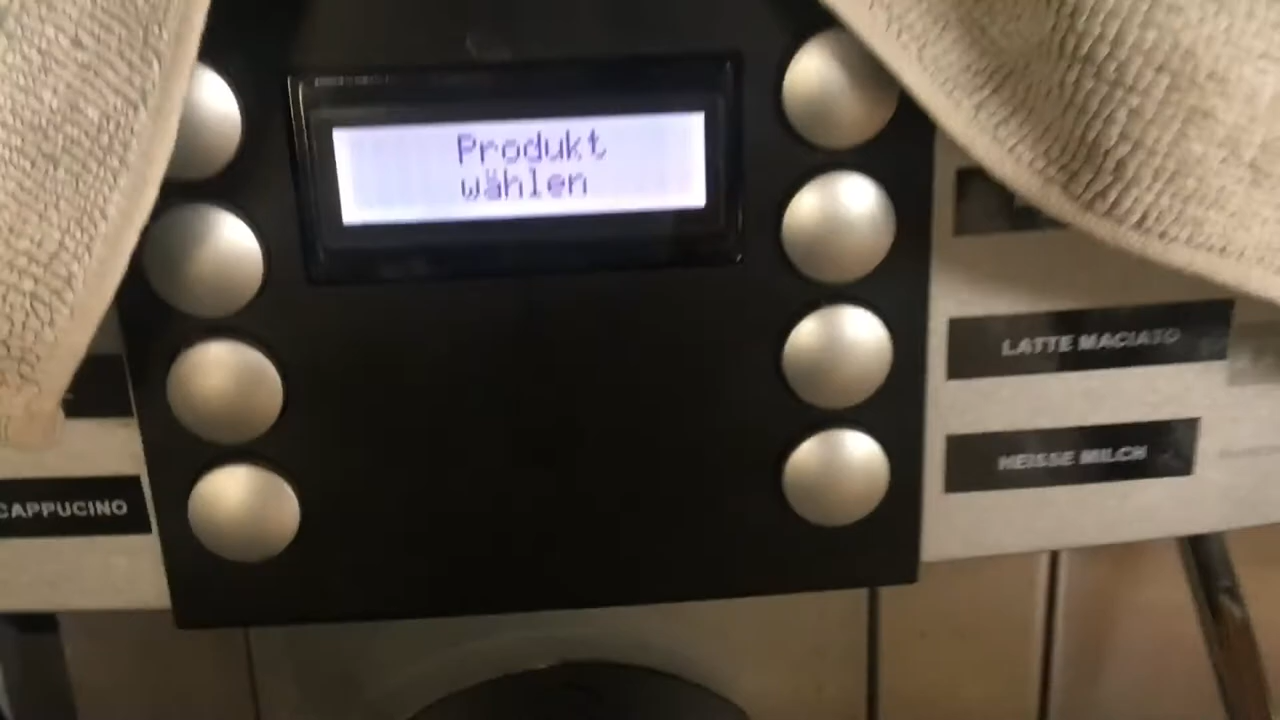 Produkt
wählen
LATTE MACIATO
HEISSE MILCH
CAPPUCINO